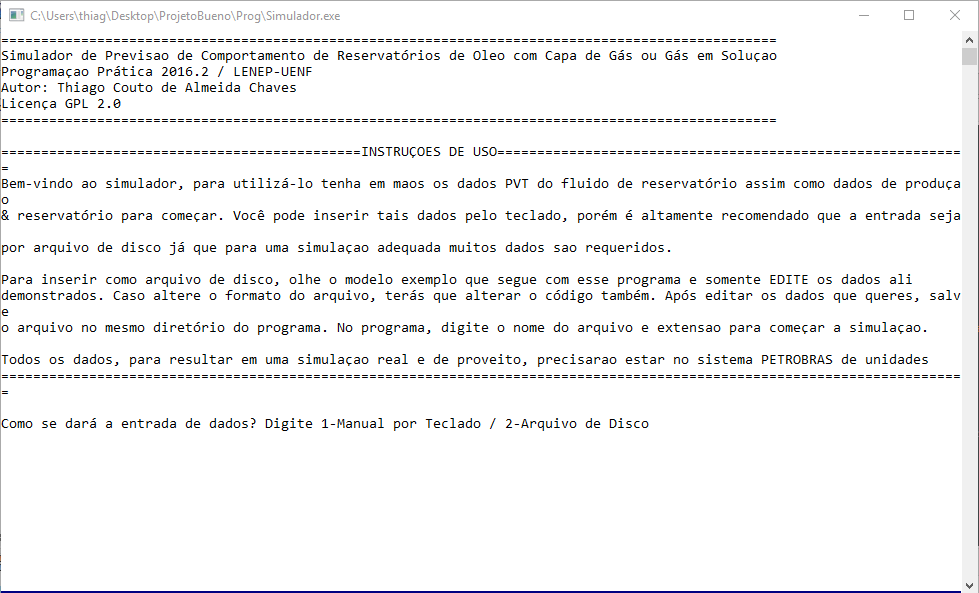 C:\Users\thiag\Desktop\ProjetoBueno\Prog\Simulador.exe
=================================================================================================
Simulador de Previsao de Comportamento de Reservatórios de Oleo com Capa de Gás ou Gás em Soluçao
Programaçao Prática 2016.2 / LENEP-UENF
Autor: Thiago Couto de Almeida Chaves
Licença GPL 2.0
=================================================================================================
=============================================INSTRUÇOES DE USO==========================================================
=
Bem-vindo ao simulador, para utilizá-lo tenha em maos os dados PVT do fluido de reservatório assim como dados de produça
o
& reservatório para começar. Você pode inserir tais dados pelo teclado, porém é altamente recomendado que a entrada seja
por arquivo de disco já que para uma simulaçao adequada muitos dados sao requeridos.
Para inserir como arquivo de disco, olhe o modelo exemplo que segue com esse programa e somente EDITE os dados ali
demonstrados. Caso altere o formato do arquivo, terás que alterar o código também. Após editar os dados que queres, salv
e
o arquivo no mesmo diretório do programa. No programa, digite o nome do arquivo e extensao para começar a simulaçao.
Todos os dados, para resultar em uma simulaçao real e de proveito, precisarao estar no sistema PETROBRAS de unidades
========================================================================================================================
=
Como se dará a entrada de dados? Digite 1-Manual por Teclado / 2-Arquivo de Disco